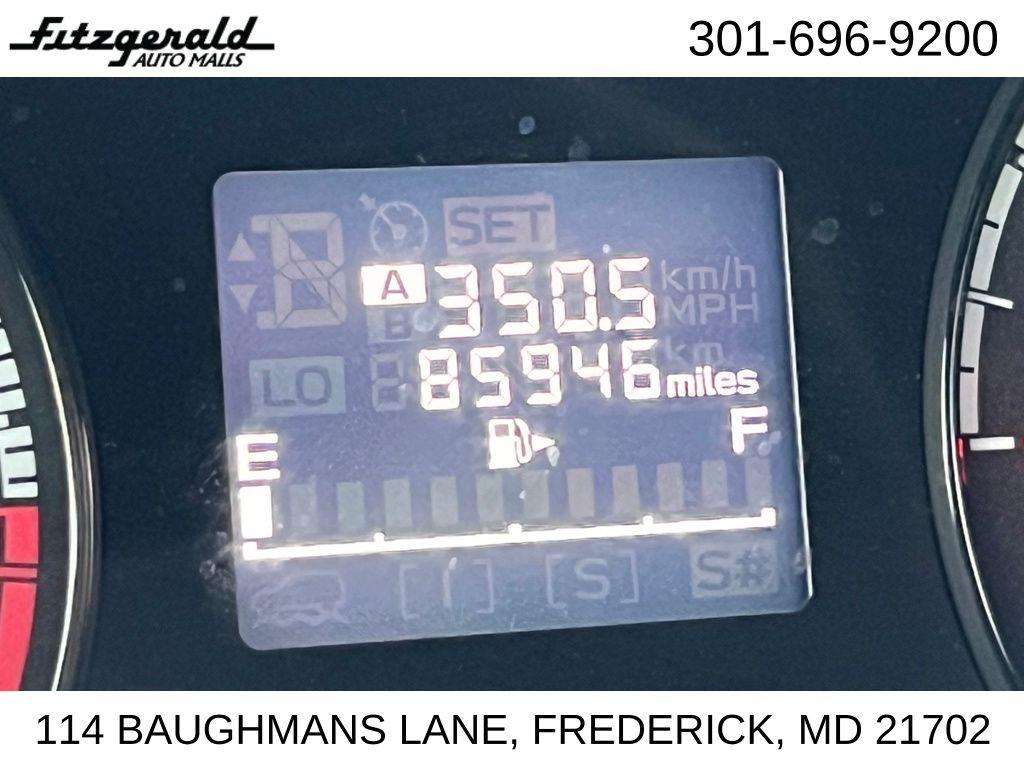 Fitzgerald
AUTO MALLS
301-696-9200
SET
A 350.5 km/h
B MPH
km
LO 85946 miles
E F
[I] [S] S#
114 BAUGHMANS LANE, FREDERICK, MD 21702